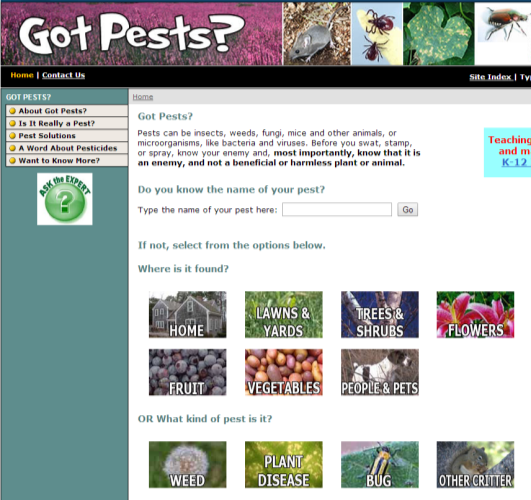 Got Pests?
Home | Contact Us
Site Index |
GOT PESTS?
About Got Pests?
Is It Really a Pest?
Pest Solutions
A Word About Pesticides
Want to Know More?
ASK the EXPERT
?
Home
Got Pests?
Pests can be insects, weeds, fungi, mice and other animals, or
microorganisms, like bacteria and viruses. Before you swat, stamp,
or spray, know your enemy and, most importantly, know that it is
an enemy, and not a beneficial or harmless plant or animal.
Teaching
and m
K-12
Do you know the name of your pest?
Type the name of your pest here:
Go
If not, select from the options below.
Where is it found?
HOME
LAWNS &
YARDS
TREES &
SHRUBS
FLOWERS
FRUIT
VEGETABLES
PEOPLE & PETS
OR What kind of pest is it?
WEED
PLANT
DISEASE
BUG
OTHER CRITTER